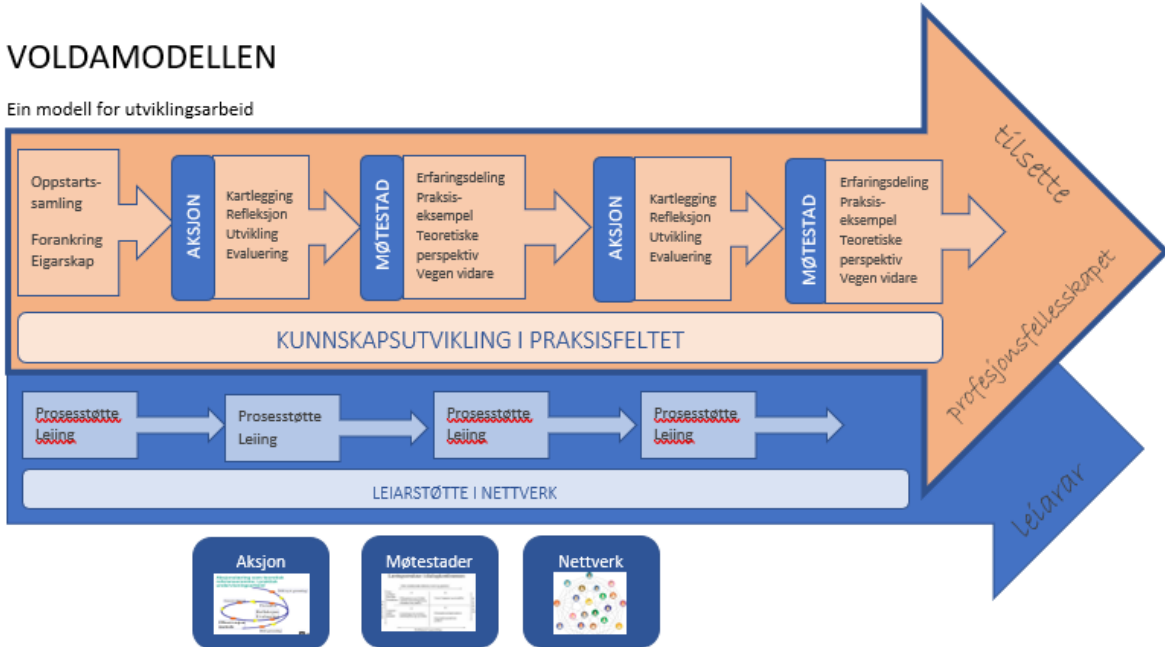 VOLDAMODELLEN
Ein modell for utviklingsarbeid
Oppstarts-
samling
Forankring
Eigarskap
AKSJON
Kartlegging
Refleksjon
Utvikling
Evaluering
MØTESTAD
Erfaringsdeling
Praksis-
eksempel
Teoretiske
perspektiv
Vegen vidare
AKSJON
Kartlegging
Refleksjon
Utvikling
Evaluering
MØTESTAD
Erfaringsdeling
Praksis-
eksempel
Teoretiske
perspektiv
Vegen vidare
tilsette
profesjonsfellesskapet
KUNNSKAPSUTVIKLING I PRAKSISFELTET
Prosesstøtte
Leiing
Prosesstøtte
Leiing
Prosesstøtte
Leiing
Prosesstøtte
Leiing
LEIARSTØTTE I NETTVERK
leiarar
Aksjon
Møtestader
Nettverk